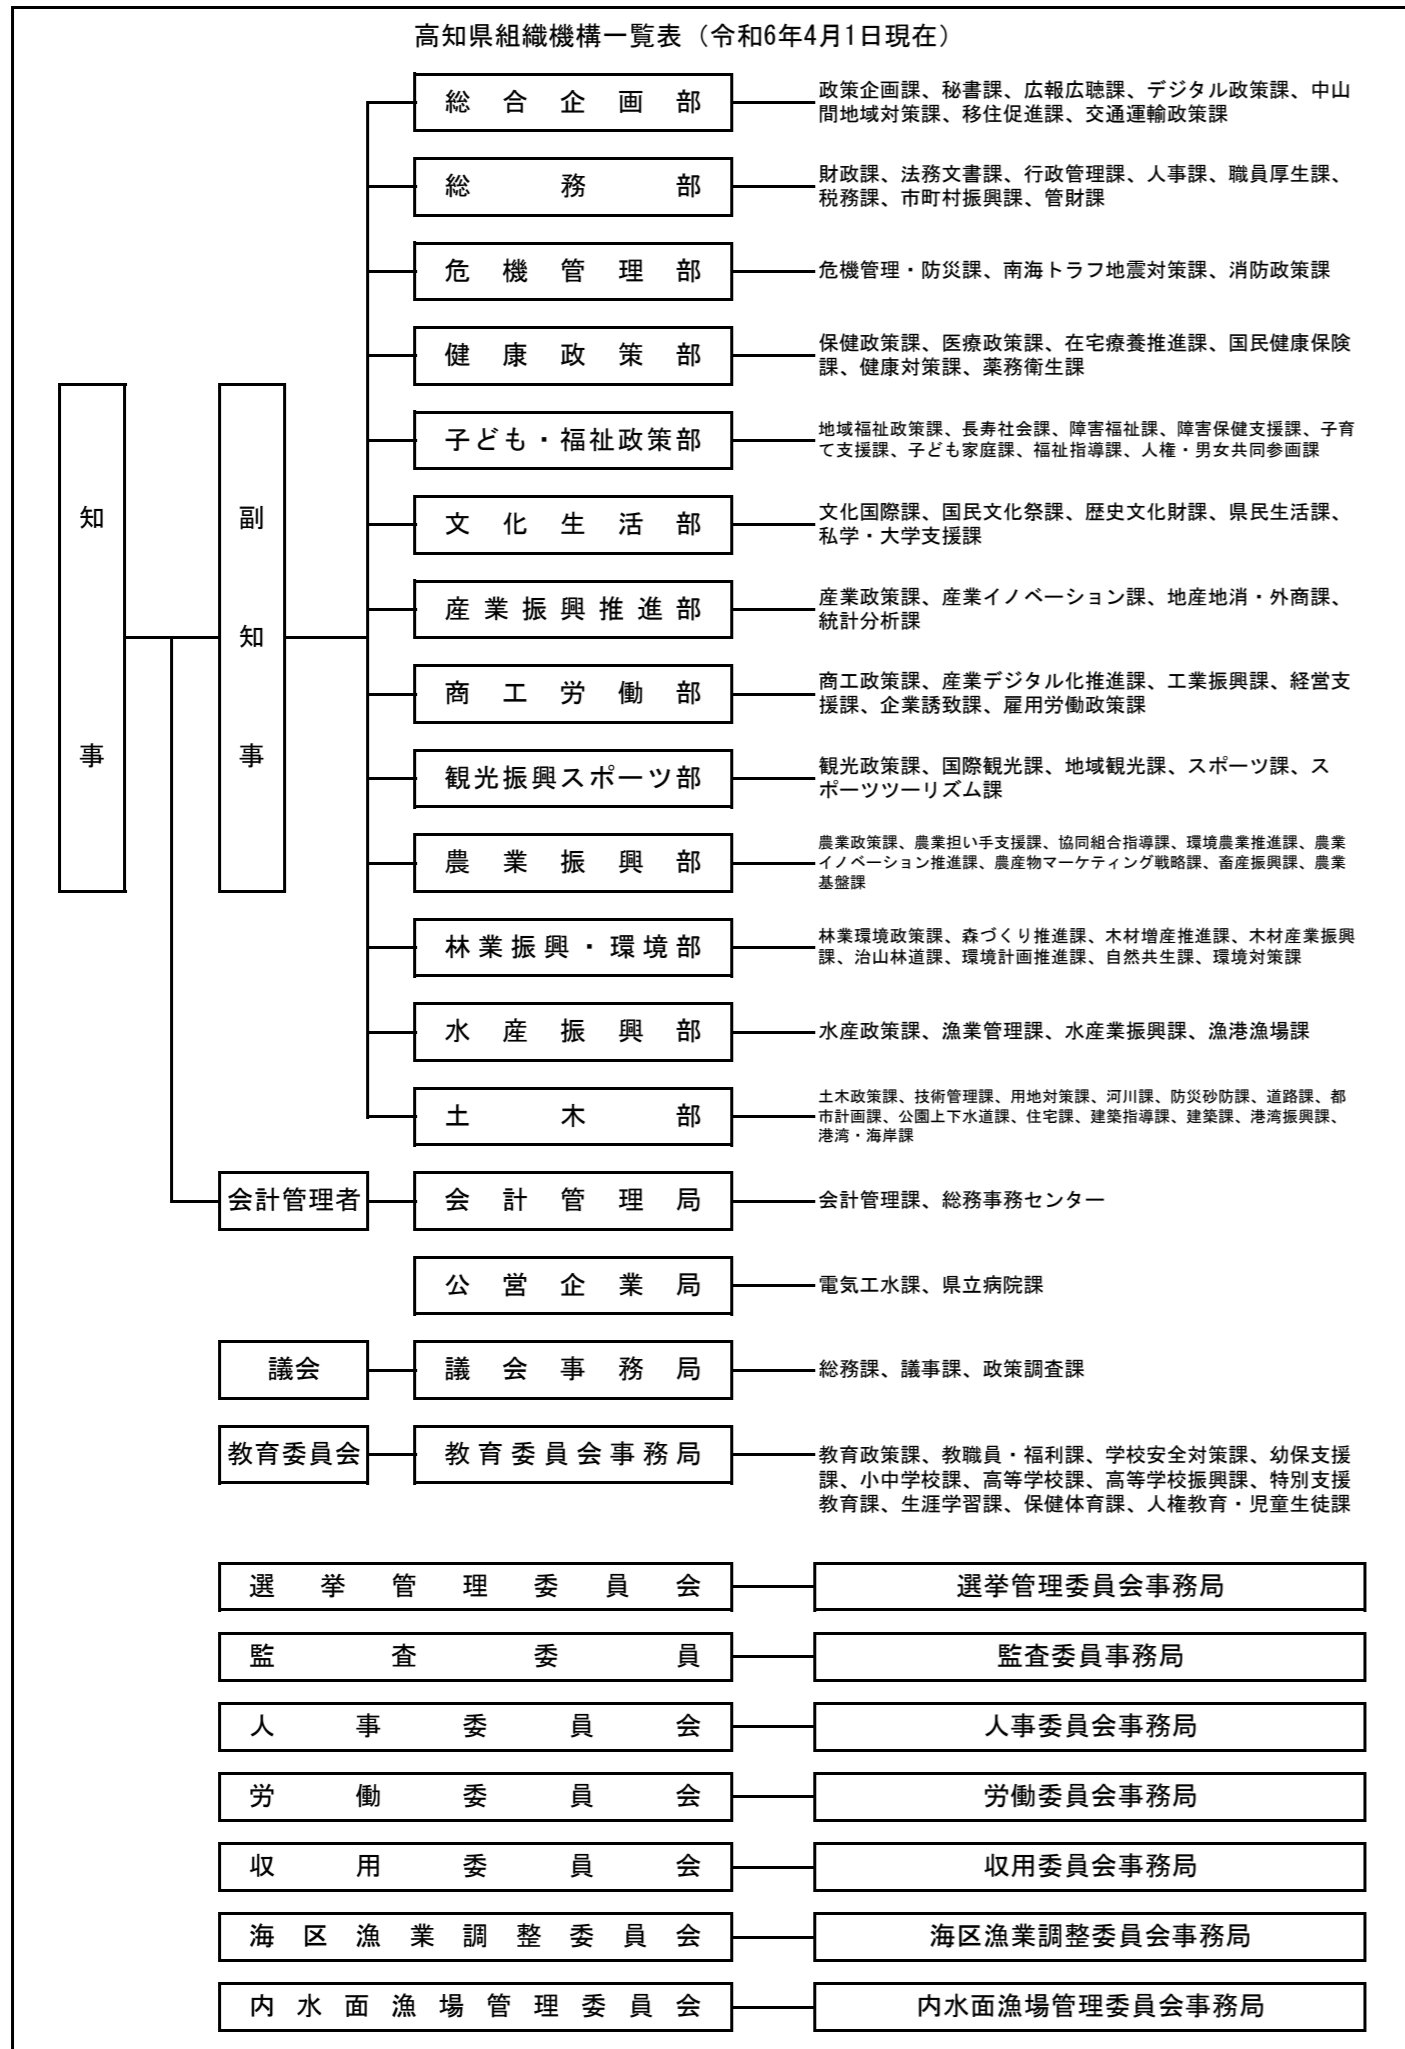 高知県組織機構一覧表（令和6年4月1日現在）
総合企画部
政策企画課、秘書課、広報広聴課、デジタル政策課、中山
間地域対策課、移住促進課、交通運輸政策課
総務部
財政課、法務文書課、行政管理課、人事課、職員厚生課、
税務課、市町村振興課、管財課
危機管理部
危機管理・防災課、南海トラフ地震対策課、消防政策課
健康政策部
保健政策課、医療政策課、在宅療養推進課、国民健康保険
課、健康対策課、薬務衛生課
子ども・福祉政策部
地域福祉政策課、長寿社会課、障害福祉課、障害保健支援課、子育
て支援課、子ども家庭課、福祉指導課、人権・男女共同参画課
知事
副知事
文化生活部
文化国際課、国民文化祭課、歴史文化財課、県民生活課、
私学・大学支援課
産業振興推進部
産業政策課、産業イノベーション課、地産地消・外商課、
統計分析課
商工労働部
商工政策課、産業デジタル化推進課、工業振興課、経営支
援課、企業誘致課、雇用労働政策課
観光振興スポーツ部
観光政策課、国際観光課、地域観光課、スポーツ課、ス
ポーツツーリズム課
農業振興部
農業政策課、農業担い手支援課、協同組合指導課、環境農業推進課、農業
イノベーション推進課、農産物マーケティング戦略課、畜産振興課、農業
基盤課
林業振興・環境部
林業環境政策課、森づくり推進課、木材増産推進課、木材産業振興
課、治山林道課、環境計画推進課、自然共生課、環境対策課
水産振興部
水産政策課、漁業管理課、水産業振興課、漁港漁場課
土木部
土木政策課、技術管理課、用地対策課、河川課、防災砂防課、道路課、都
市計画課、公園上下水道課、住宅課、建築指導課、建築課、港湾振興課、
港湾・海岸課
会計管理者
会計管理局
会計管理課、総務事務センター
公営企業局
電気工水課、県立病院課
議会
議会事務局
総務課、議事課、政策調査課
教育委員会
教育委員会事務局
教育政策課、教職員・福利課、学校安全対策課、幼保支援
課、小中学校課、高等学校課、高等学校振興課、特別支援
教育課、生涯学習課、保健体育課、人権教育・児童生徒課
選挙管理委員会
選挙管理委員会事務局
監査委員
監査委員事務局
人事委員会
人事委員会事務局
労働委員会
労働委員会事務局
収用委員会
収用委員会事務局
海区漁業調整委員会
海区漁業調整委員会事務局
内水面漁場管理委員会
内水面漁場管理委員会事務局